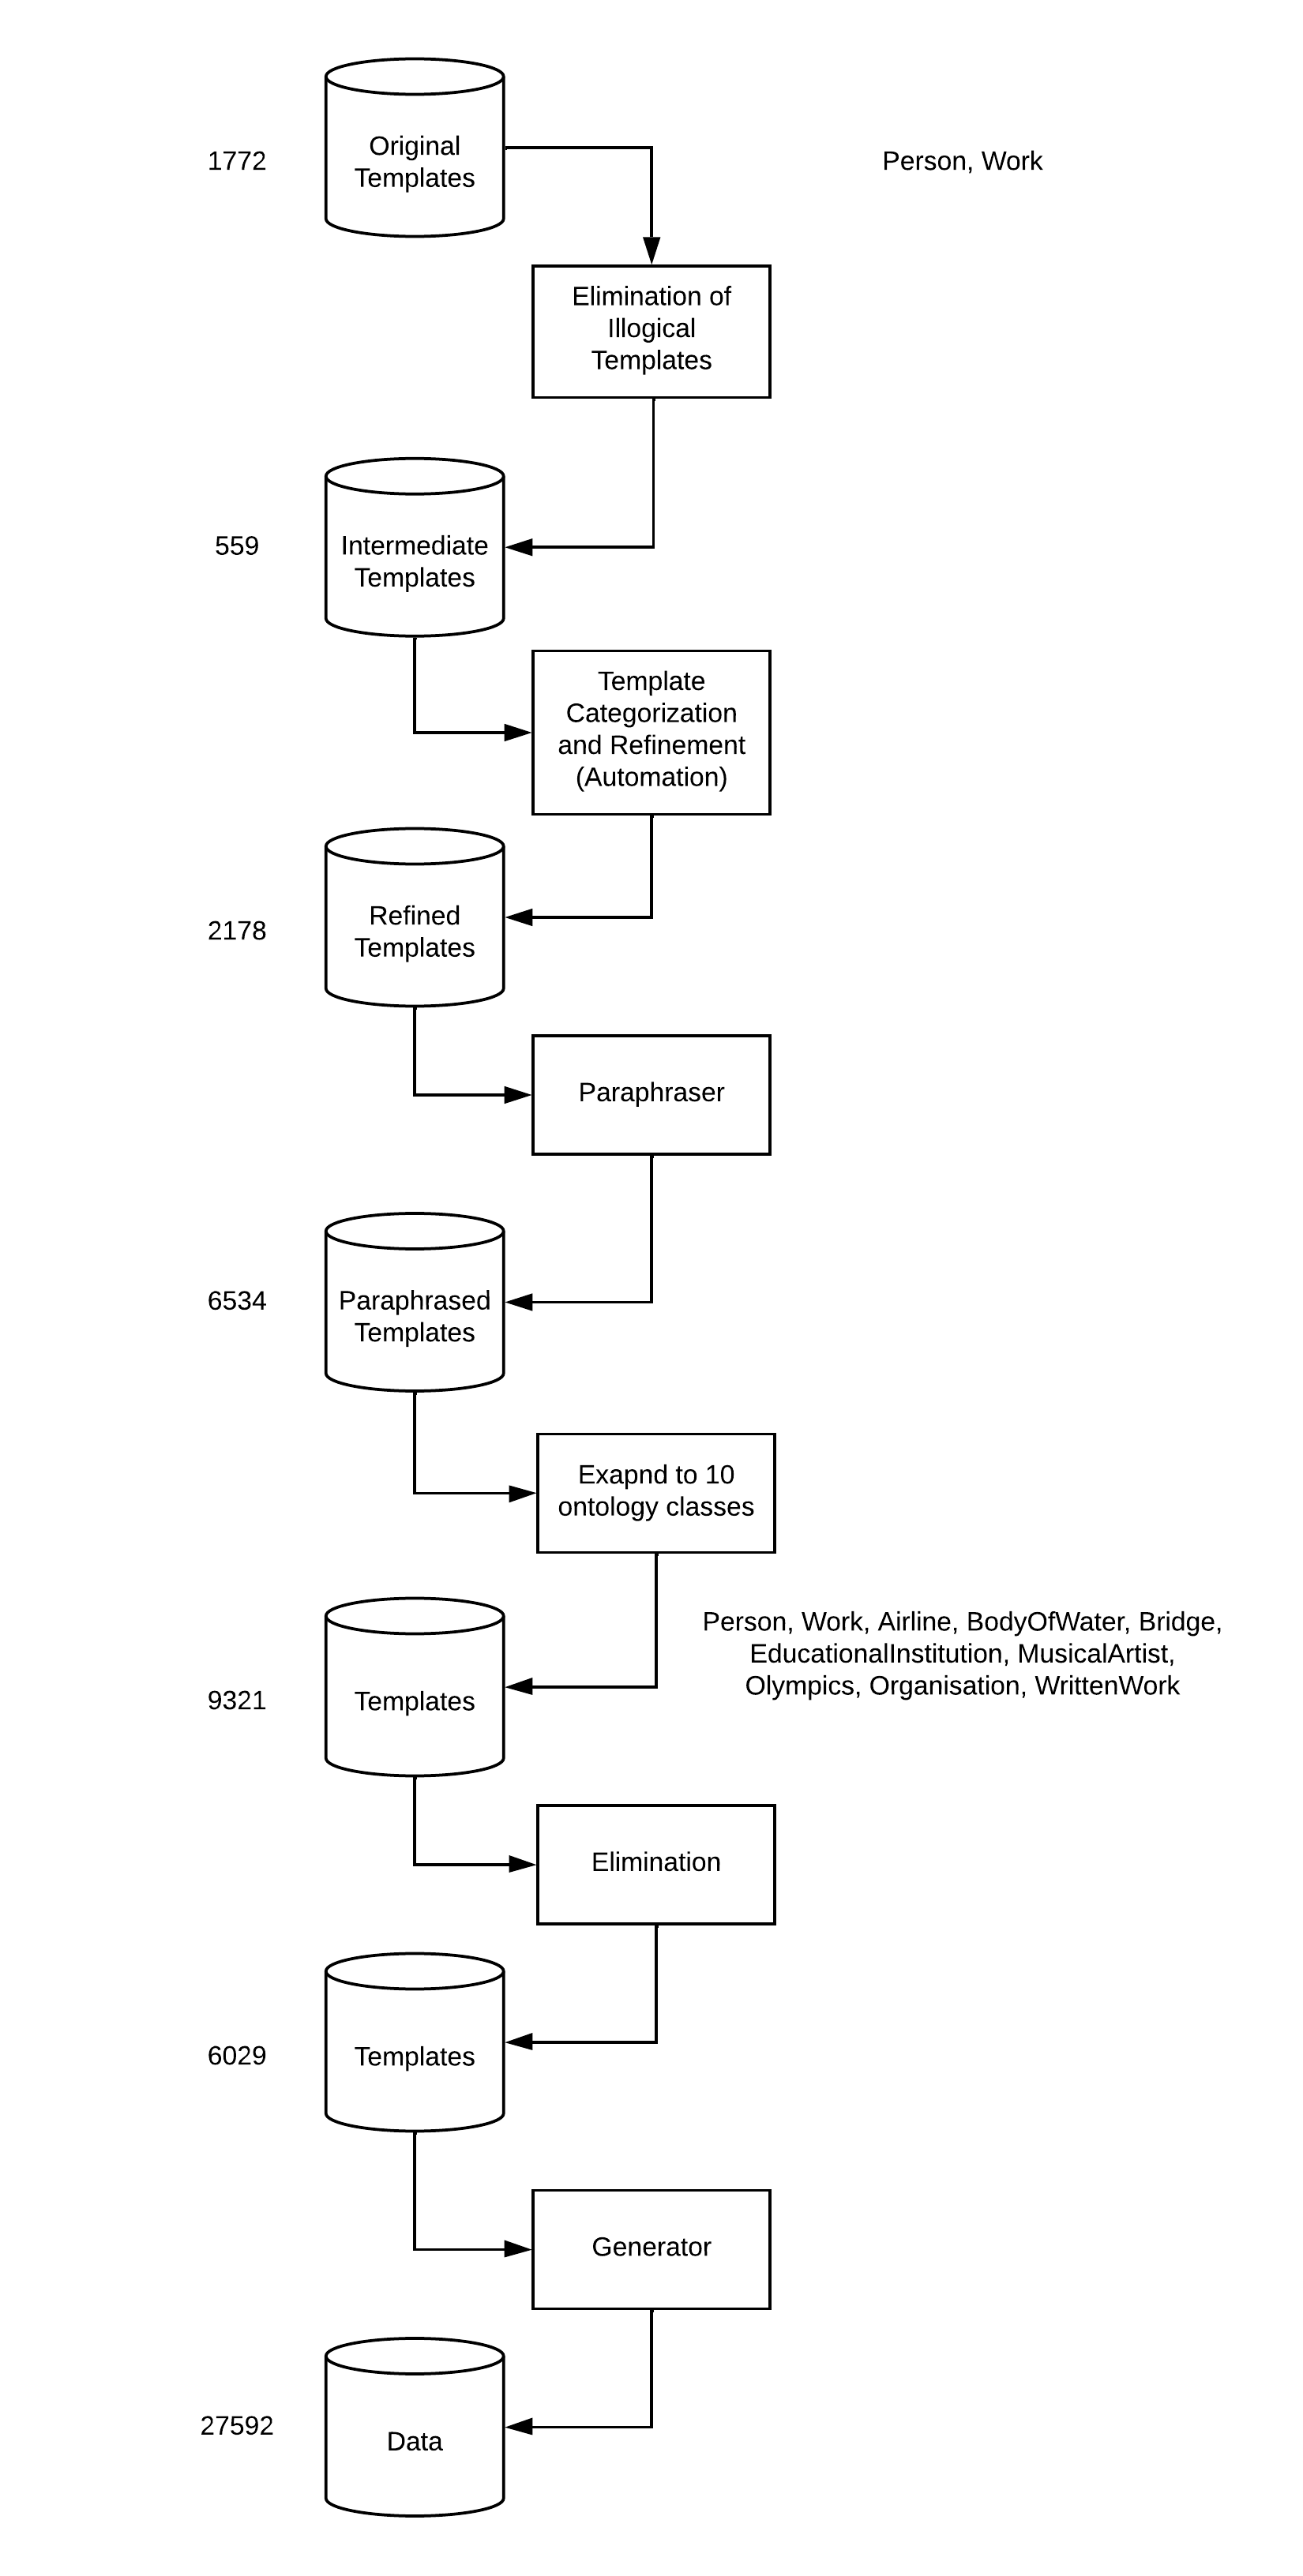 Original
Templates
1772
Person, Work
Elimination of
Illogical
Templates
559
Intermediate
Templates
Template
Categorization
and Refinement
(Automation)
2178
Refined
Templates
Paraphraser
6534
Paraphrased
Templates
Exapnd to 10
ontology classes
Person, Work, Airline, BodyOfWater, Bridge,
EducationalInstitution, MusicalArtist,
Olympics, Organisation, WrittenWork
9321
Templates
Elimination
6029
Templates
Generator
27592
Data